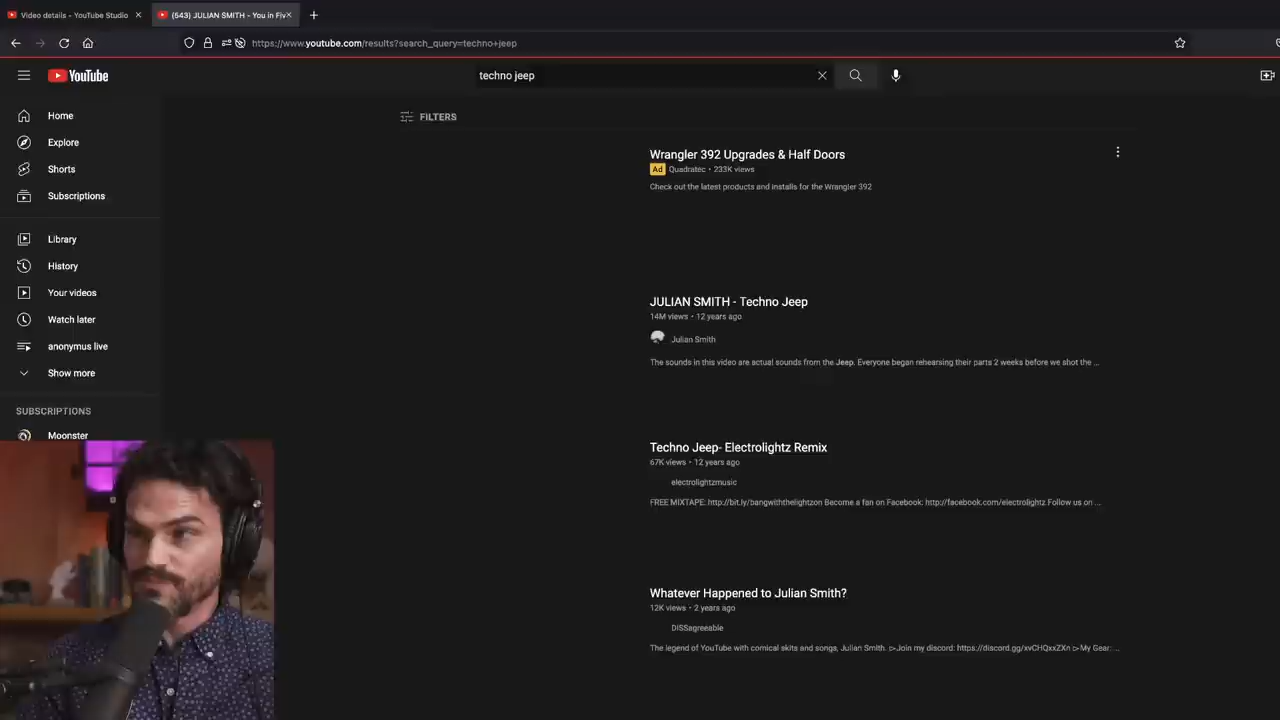 Video details - YouTube Studio
(543) JULIAN SMITH - You in Fiv
https://www.youtube.com/results?search_query=techno+jeep
YouTube
techno jeep
Home
Explore
Shorts
Subscriptions
Library
History
Your videos
Watch later
anonymus live
Show more
SUBSCRIPTIONS
Moonster
FILTERS
Wrangler 392 Upgrades & Half Doors
Ad Quadratec • 233K views
Check out the latest products and installs for the Wrangler 392
JULIAN SMITH - Techno Jeep
14M views • 12 years ago
Julian Smith
The sounds in this video are actual sounds from the Jeep. Everyone began rehearsing their parts 2 weeks before we shot the ...
Techno Jeep- Electrolightz Remix
67K views • 12 years ago
electrolightzmusic
FREE MIXTAPE: http://bit.ly/bangwiththelightzon Become a fan on Facebook: http://facebook.com/electrolightz Follow us on ...
Whatever Happened to Julian Smith?
12K views • 2 years ago
DISSagreeable
The legend of YouTube with comical skits and songs, Julian Smith. ▻Join my discord: https://discord.gg/xvCHQxxZXn ▻My Gear: ...